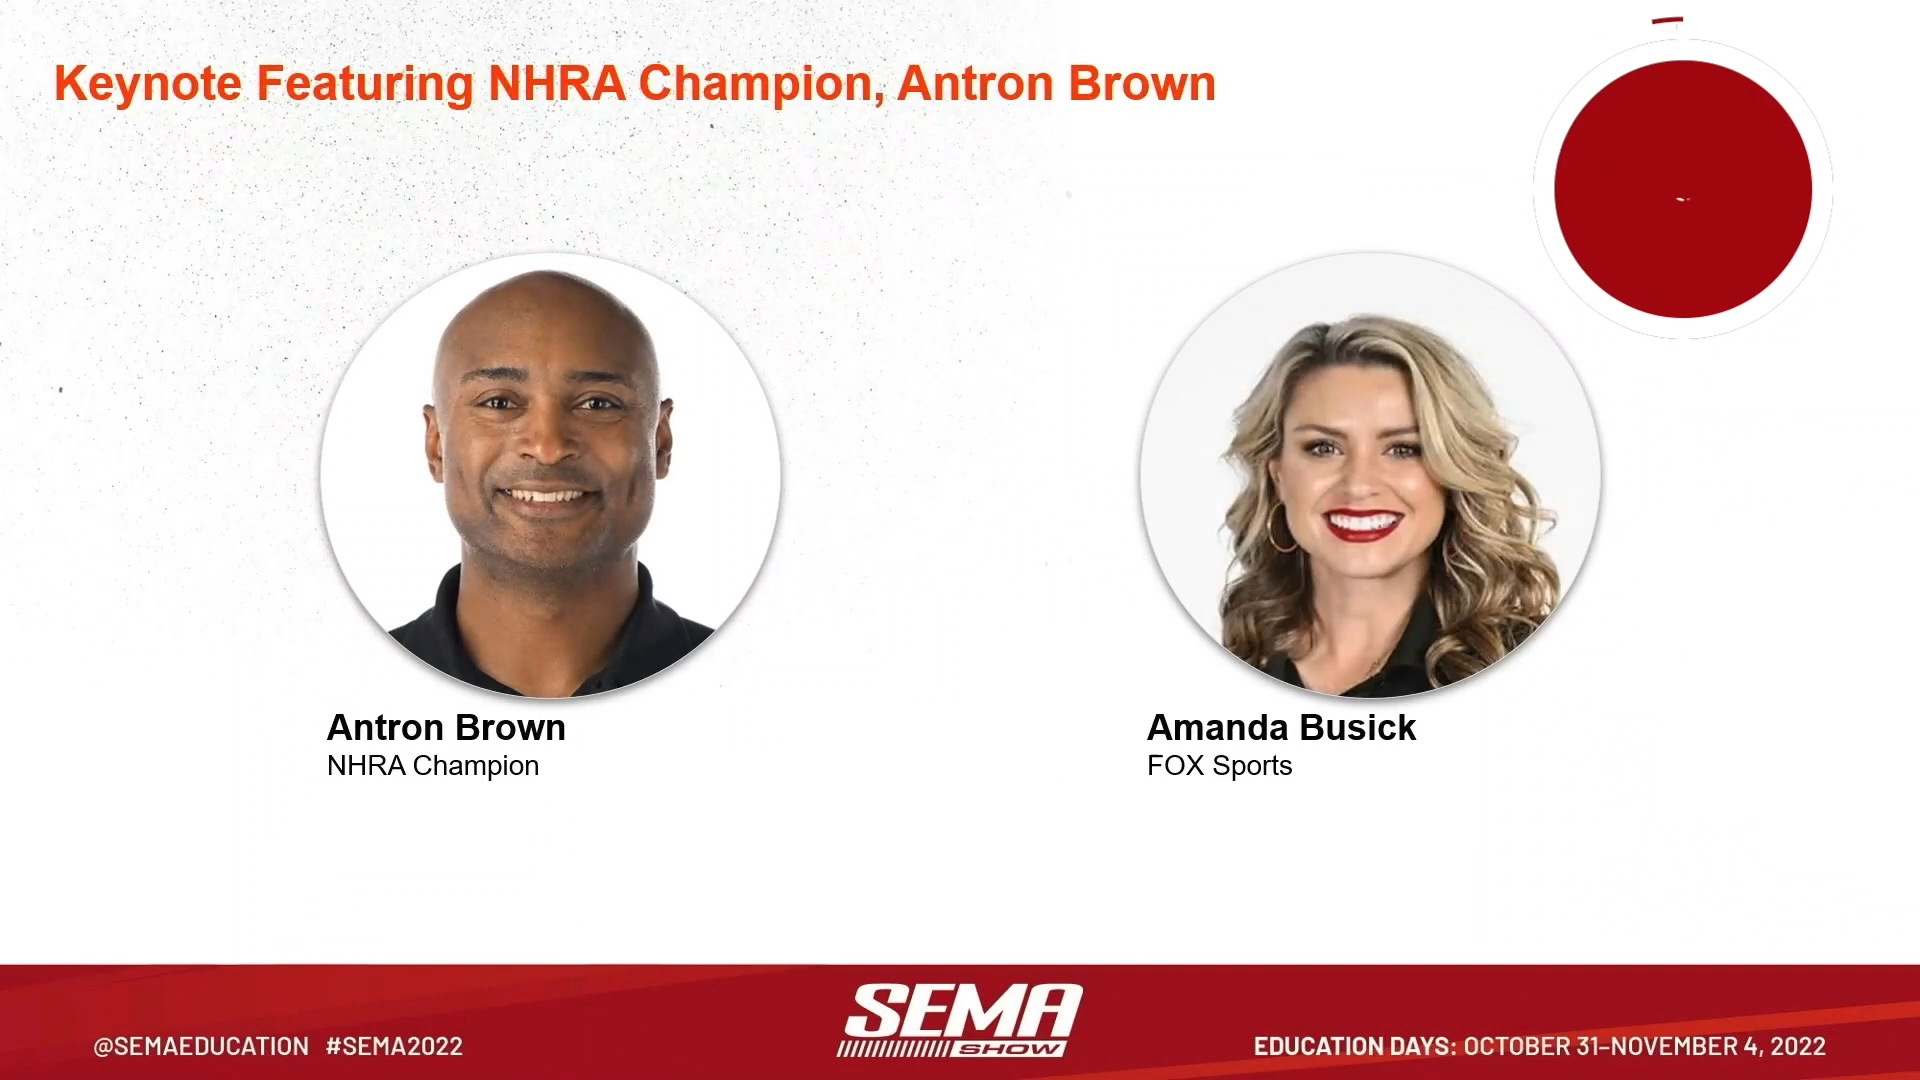 Keynote Featuring NHRA Champion, Antron Brown
Antron Brown
NHRA Champion
Amanda Busick
FOX Sports
@SEMAEDUCATION #SEMA2022
SEMA
SHOW
EDUCATION DAYS: OCTOBER 31–NOVEMBER 4, 2022